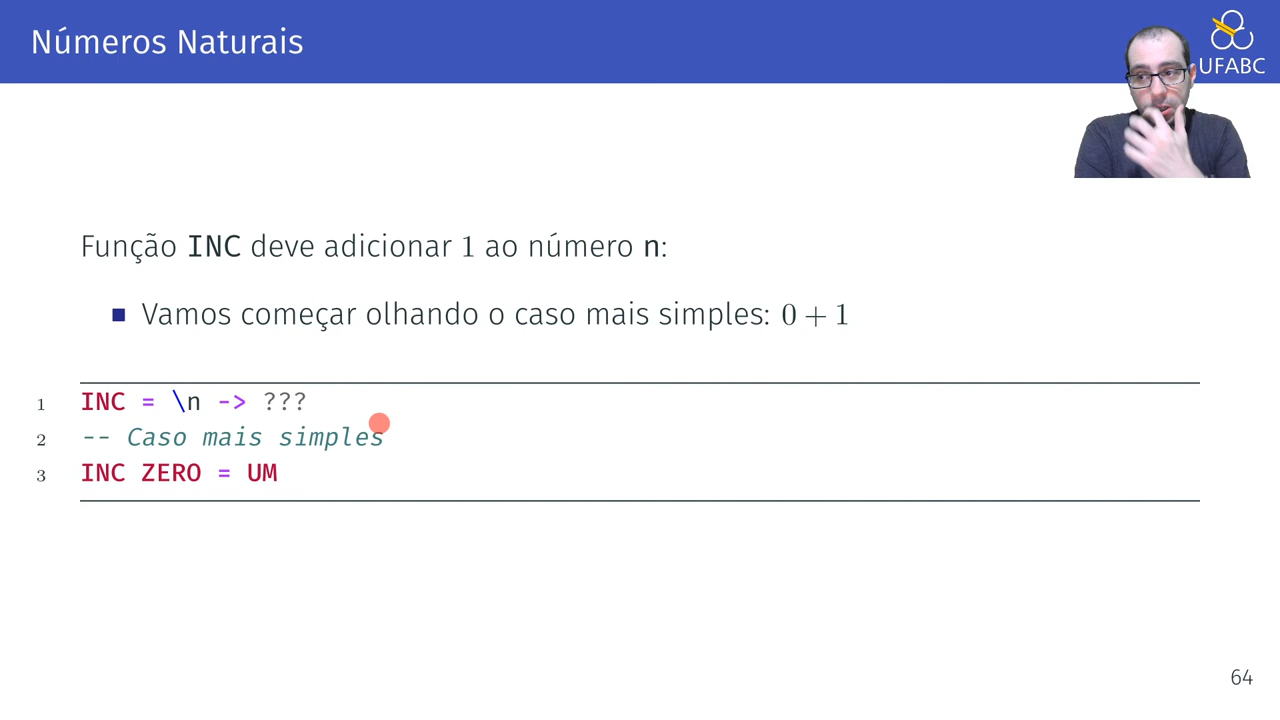 Números Naturais
UFABC
Função INC deve adicionar 1 ao número n:
Vamos começar olhando o caso mais simples: 0 + 1
1 INC = \n -> ???
2 -- Caso mais simples
3 INC ZERO = UM
64